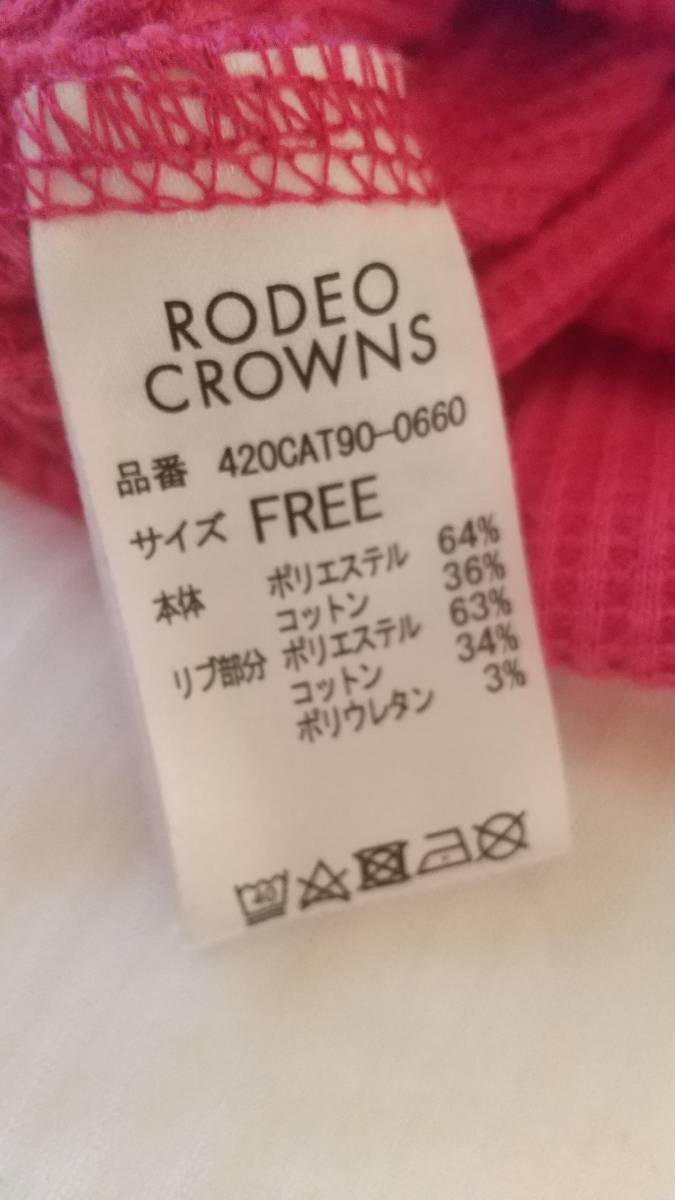 RODEO
CROWNS
品番 420CAT90-0660
サイズ FREE
本体 ポリエステル 64%
コットン 36%
リブ部分 ポリエステル 63%
コットン 34%
ポリウレタン 3%
40